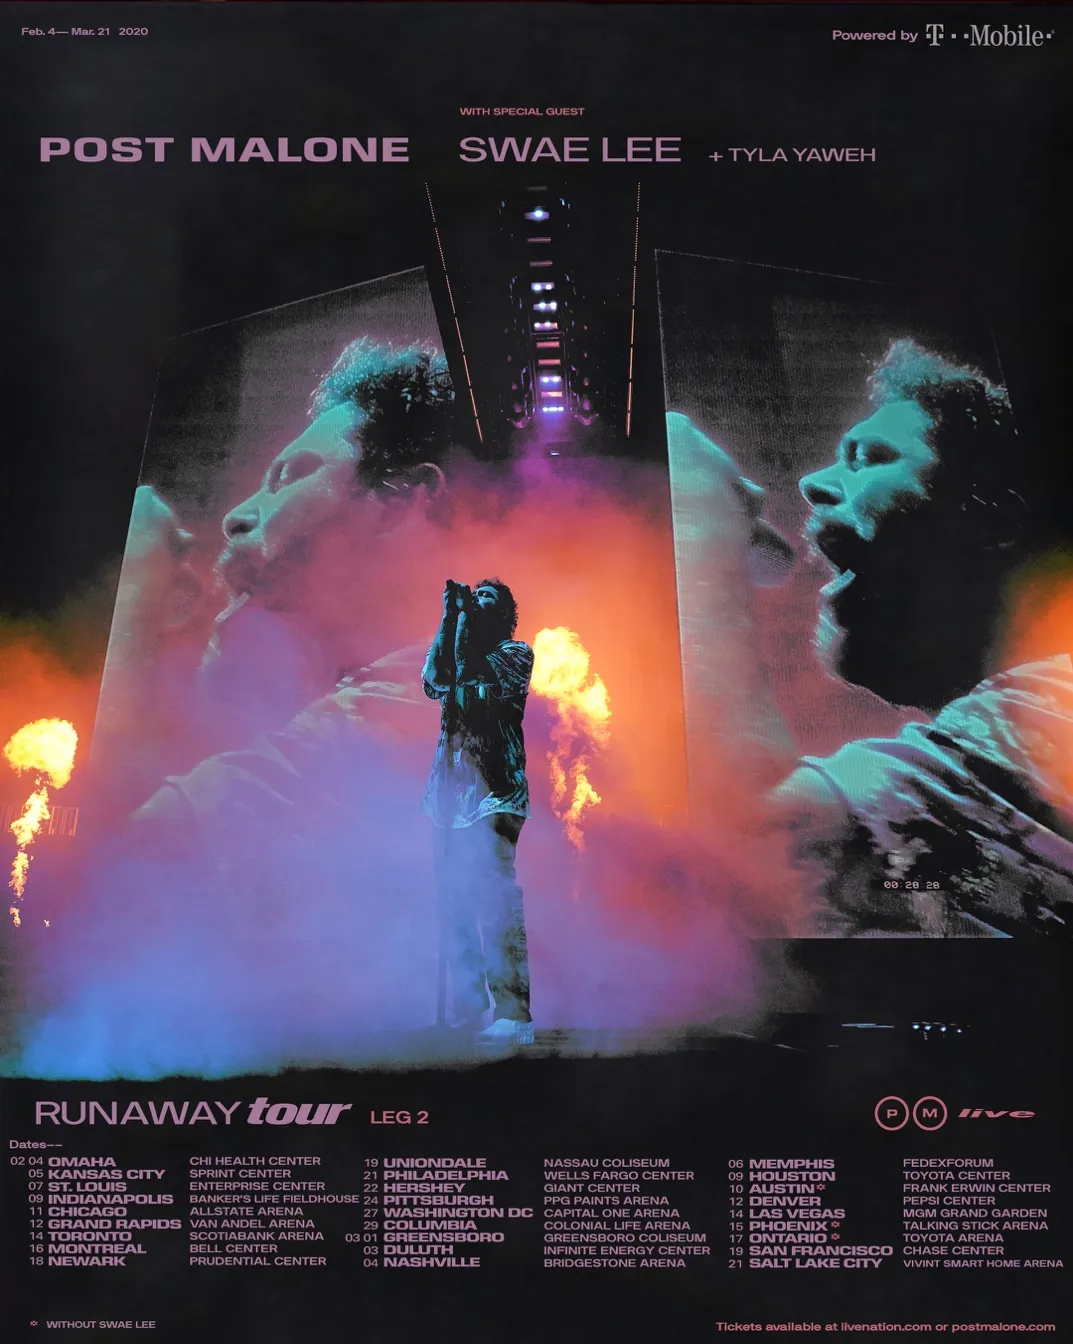 Feb. 4— Mar. 21 2020
Powered by T··Mobile·
WITH SPECIAL GUEST
POST MALONE SWAE LEE + TYLA YAWEH
00:28:28
RUNAWAY tour LEG 2
P M live
Dates——
02 04 OMAHA CHI HEALTH CENTER
05 KANSAS CITY SPRINT CENTER
07 ST. LOUIS ENTERPRISE CENTER
09 INDIANAPOLIS BANKER'S LIFE FIELDHOUSE
11 CHICAGO ALLSTATE ARENA
12 GRAND RAPIDS VAN ANDEL ARENA
14 TORONTO SCOTIABANK ARENA
16 MONTREAL BELL CENTER
18 NEWARK PRUDENTIAL CENTER
19 UNIONDALE NASSAU COLISEUM
21 PHILADELPHIA WELLS FARGO CENTER
22 HERSHEY GIANT CENTER
24 PITTSBURGH PPG PAINTS ARENA
27 WASHINGTON DC CAPITAL ONE ARENA
29 COLUMBIA COLONIAL LIFE ARENA
03 01 GREENSBORO GREENSBORO COLISEUM
03 DULUTH INFINITE ENERGY CENTER
04 NASHVILLE BRIDGESTONE ARENA
06 MEMPHIS FEDEXFORUM
09 HOUSTON TOYOTA CENTER
10 AUSTIN* FRANK ERWIN CENTER
12 DENVER PEPSI CENTER
14 LAS VEGAS MGM GRAND GARDEN
15 PHOENIX* TALKING STICK ARENA
17 ONTARIO* TOYOTA ARENA
19 SAN FRANCISCO CHASE CENTER
21 SALT LAKE CITY VIVINT SMART HOME ARENA
* WITHOUT SWAE LEE
Tickets available at livenation.com or postmalone.com